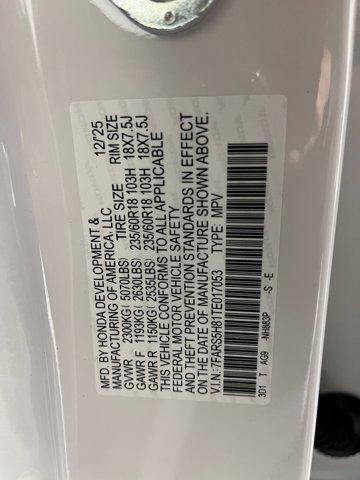 MFD. BY HONDA DEVELOPMENT & 12/'25
MANUFACTURING OF AMERICA, LLC
TIRE SIZE RIM SIZE
GVWR 2300KG( 5070LBS)
GAWR F 1193KG( 2630LBS) 235/60R18 103H 18X7.5J
GAWR R 1150KG( 2535LBS) 235/60R18 103H 18X7.5J
THIS VEHICLE CONFORMS TO ALL APPLICABLE
FEDERAL MOTOR VEHICLE SAFETY
AND THEFT PREVENTION STANDARDS IN EFFECT
ON THE DATE OF MANUFACTURE SHOWN ABOVE.
V.I.N.: 7FARS5H81TE017053 TYPE: MPV
3D1 T AG9 -NH883P -S -E